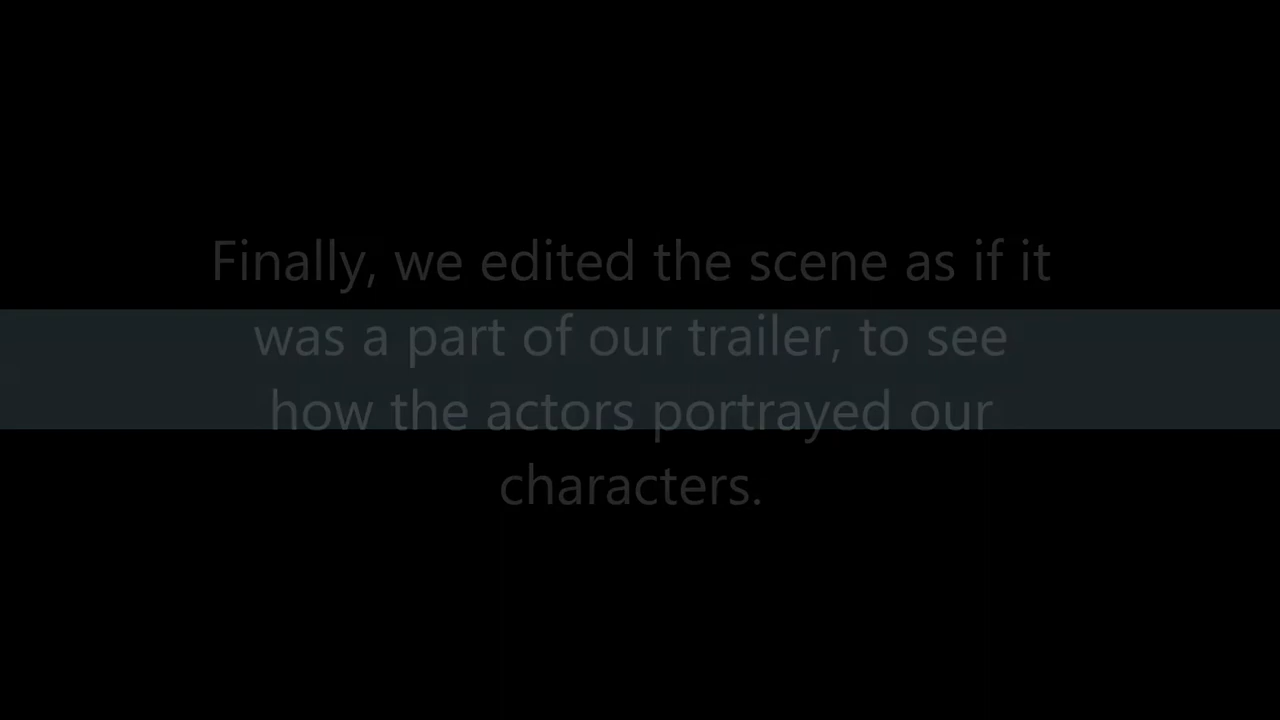 Finally, we edited the scene as if it
was a part of our trailer, to see
how the actors portrayed our
characters.